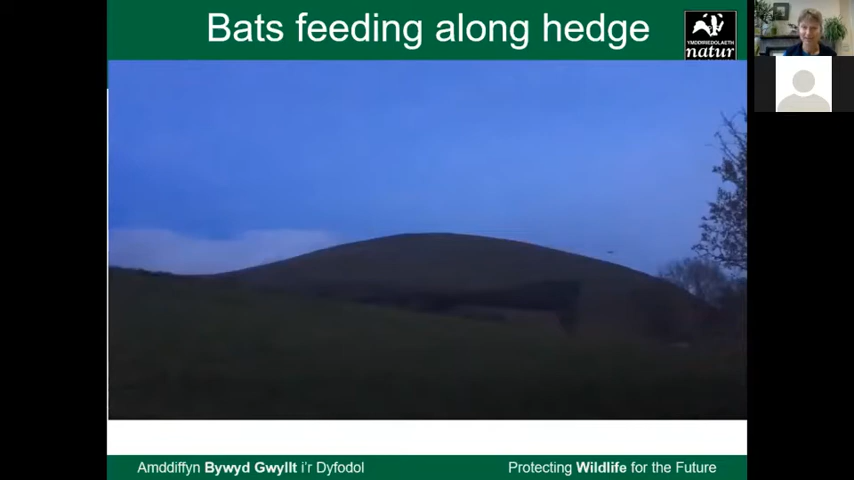 Bats feeding along hedge
YMDDIRIEDOLAETH
natur
Amddiffyn Bywyd Gwyllt i'r Dyfodol
Protecting Wildlife for the Future